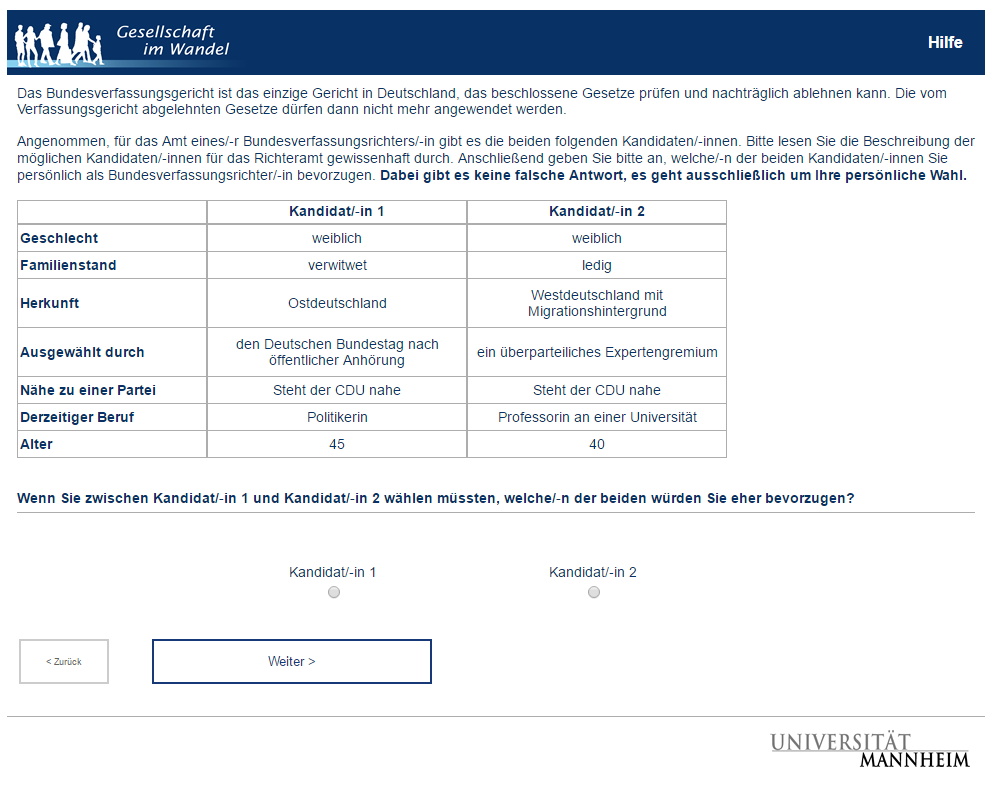 Gesellschaft
im Wandel
Hilfe
Das Bundesverfassungsgericht ist das einzige Gericht in Deutschland, das beschlossene Gesetze prüfen und nachträglich ablehnen kann. Die vom
Verfassungsgericht abgelehnten Gesetze dürfen dann nicht mehr angewendet werden.
Angenommen, für das Amt eines/-r Bundesverfassungsrichters/-in gibt es die beiden folgenden Kandidaten/-innen. Bitte lesen Sie die Beschreibung der
möglichen Kandidaten/-innen für das Richteramt gewissenhaft durch. Anschließend geben Sie bitte an, welche/-n der beiden Kandidaten/-innen Sie
persönlich als Bundesverfassungsrichter/-in bevorzugen. Dabei gibt es keine falsche Antwort, es geht ausschließlich um Ihre persönliche Wahl.
Kandidat/-in 1 Kandidat/-in 2
Geschlecht weiblich weiblich
Familienstand verwitwet ledig
Herkunft Ostdeutschland Westdeutschland mit
Migrationshintergrund
Ausgewählt durch den Deutschen Bundestag nach
öffentlicher Anhörung ein überparteiliches Expertengremium
Nähe zu einer Partei Steht der CDU nahe Steht der CDU nahe
Derzeitiger Beruf Politikerin Professorin an einer Universität
Alter 45 40
Wenn Sie zwischen Kandidat/-in 1 und Kandidat/-in 2 wählen müssten, welche/-n der beiden würden Sie eher bevorzugen?
Kandidat/-in 1 Kandidat/-in 2
< Zurück Weiter >
UNIVERSITÄT
MANNHEIM